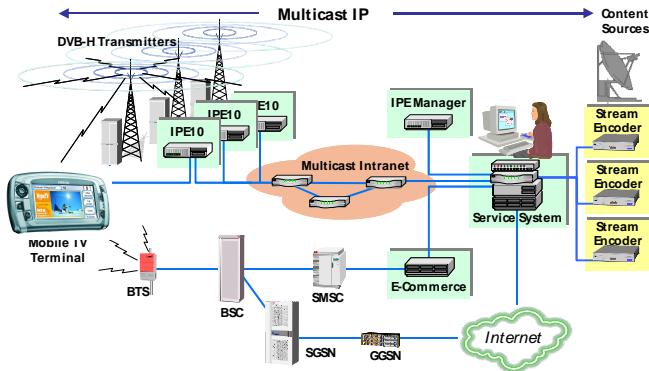 Multicast IP
Content
Sources
DVB-H Transmitters
IPE10
IPE10
IPE10
IPE Manager
Stream
Encoder
Multicast Intranet
Stream
Encoder
Service System
Stream
Encoder
Mobile TV
Terminal
BTS
BSC
SMSC
E-Commerce
SGSN
GGSN
Internet